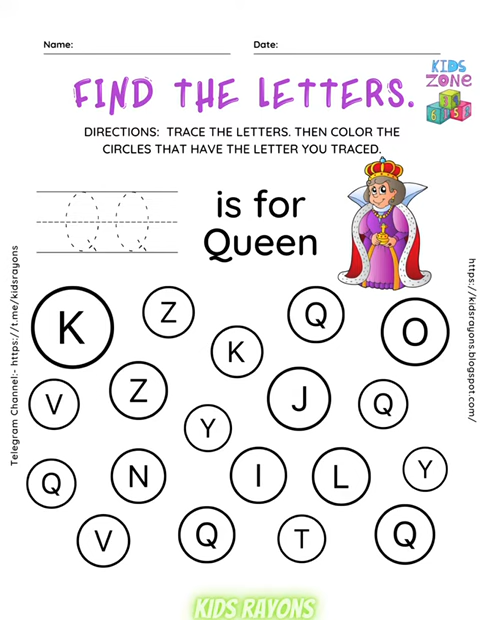 Name:
Date:
KIDS
ZONE
FIND THE LETTERS.
DIRECTIONS: TRACE THE LETTERS. THEN COLOR THE
CIRCLES THAT HAVE THE LETTER YOU TRACED.
Q Q
is for
Queen
Telegram Channel:- https://t.me/kidsrayons
https://kidsrayons.blogspot.com/
K Z Q O
K
V Z J Q
Y
Q N I L Y
V Q T Q
KIDS RAYONS